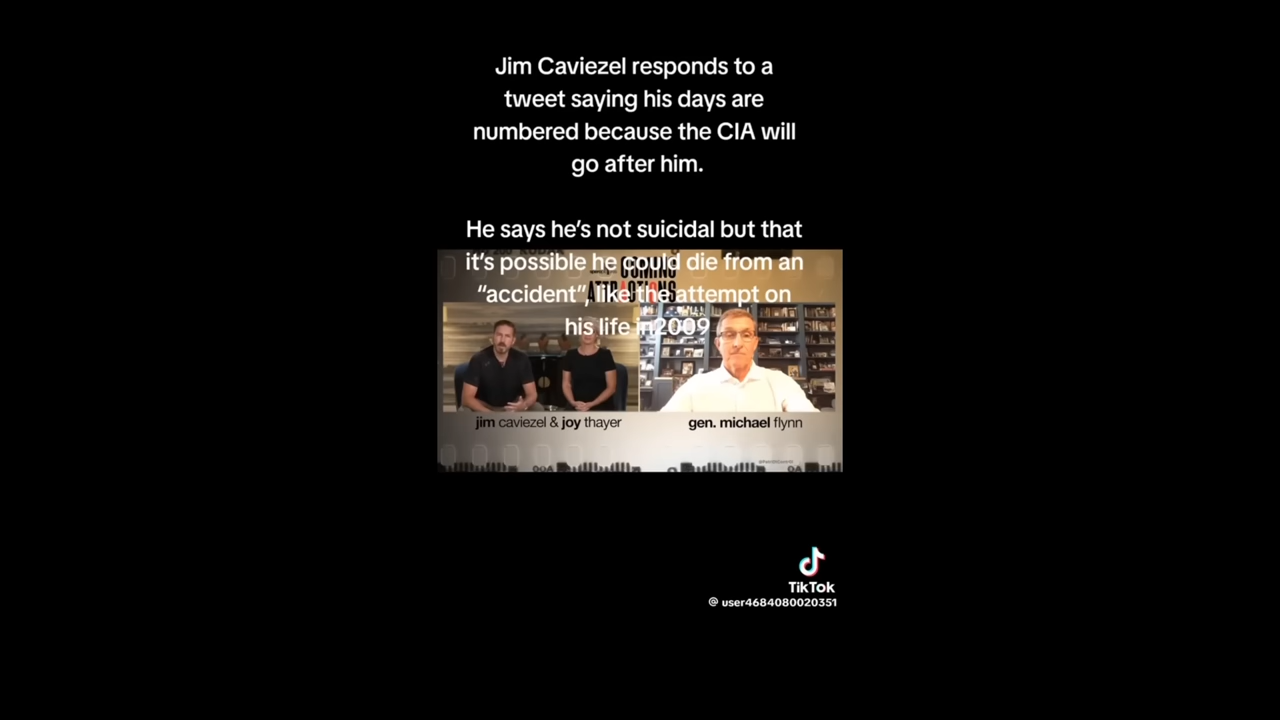 Jim Caviezel responds to a
tweet saying his days are
numbered because the CIA will
go after him.
He says he's not suicidal but that
it's possible he could die from an
"accident", like the attempt on
his life in 2009
COMING
ATTRACTIONS
jim caviezel & joy thayer
gen. michael flynn
TikTok
@ user4684080020351